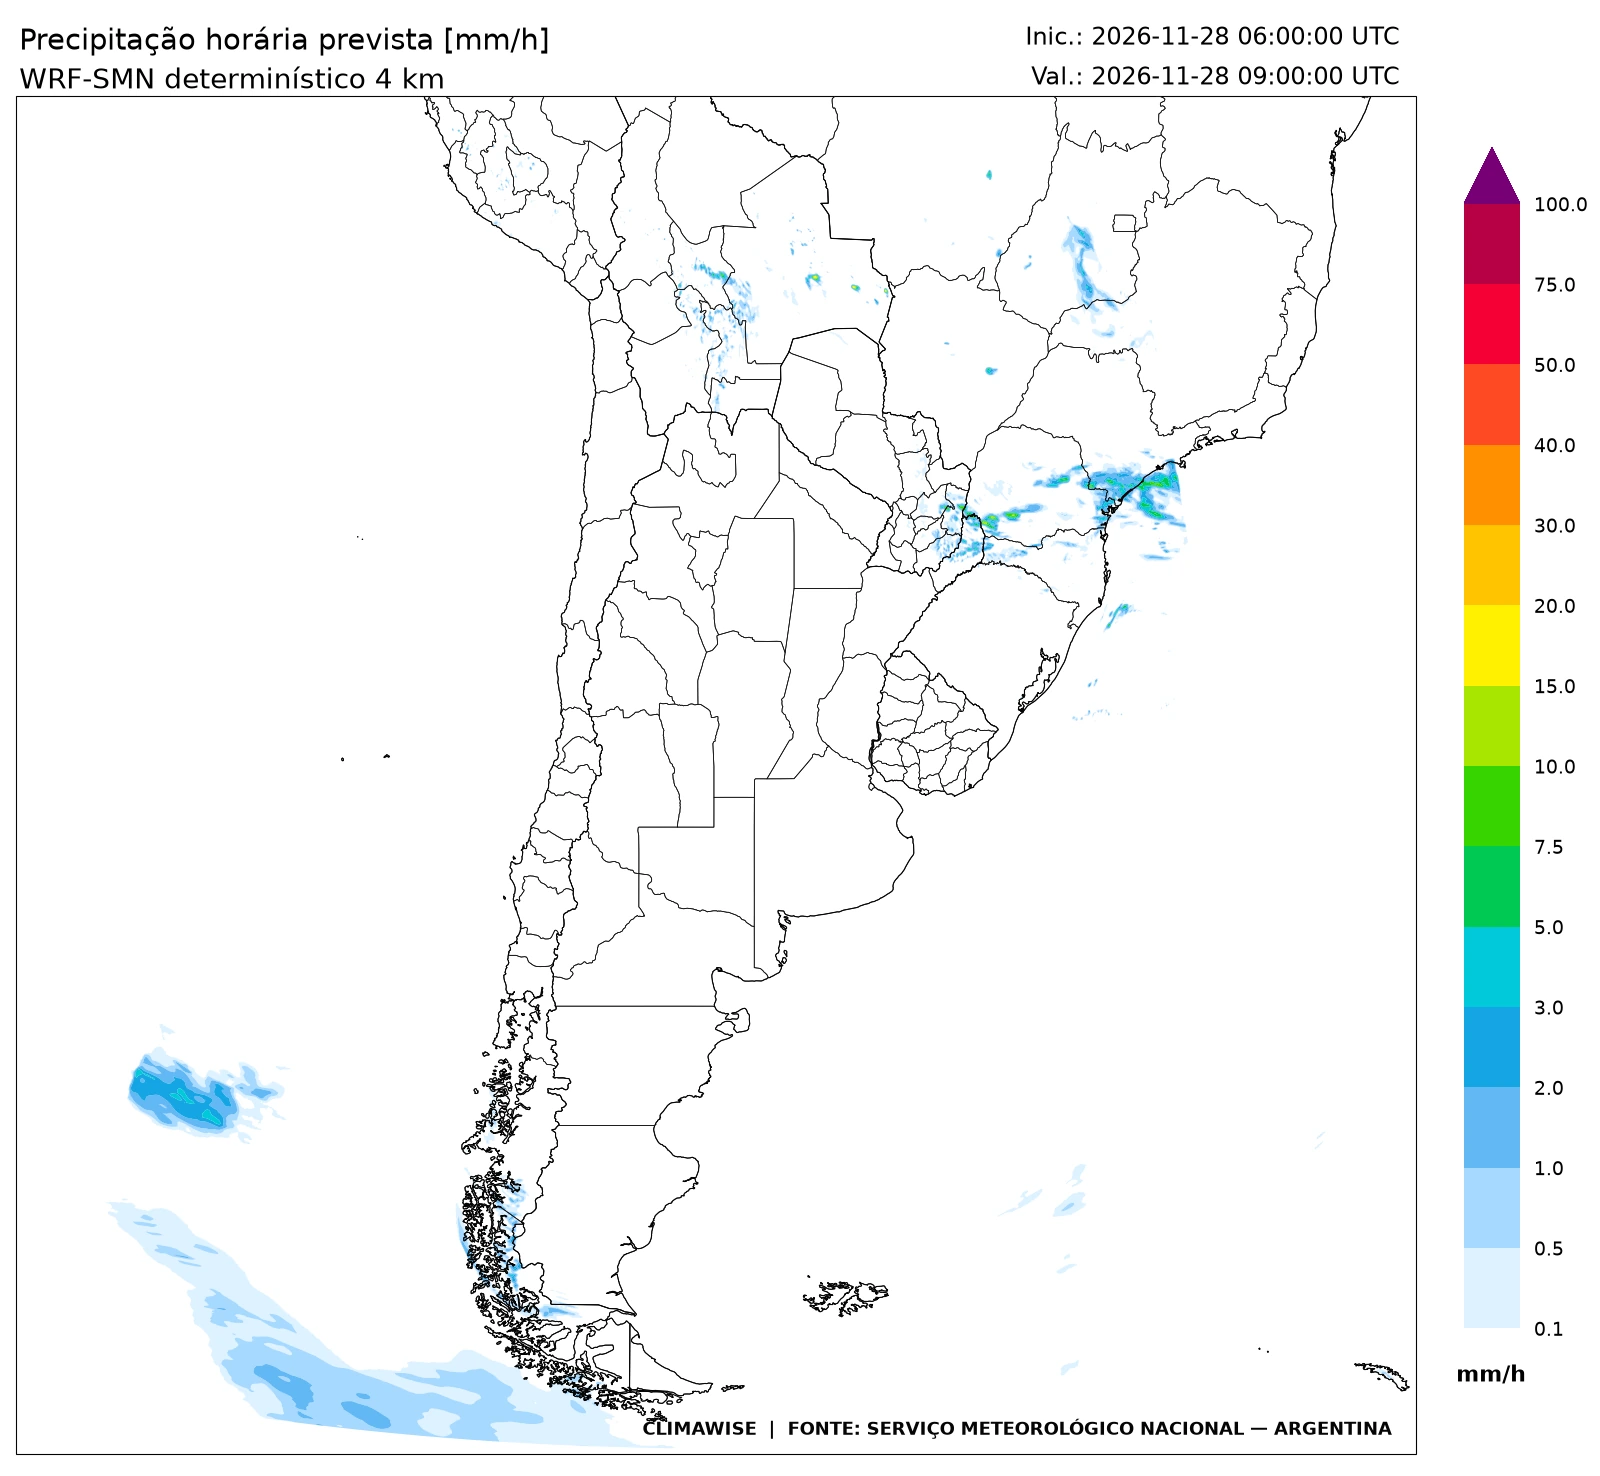 Precipitação horária prevista [mm/h]
WRF-SMN determinístico 4 km
Inic.: 2026-11-28 06:00:00 UTC
Val.: 2026-11-28 09:00:00 UTC
100.0
75.0
50.0
40.0
30.0
20.0
15.0
10.0
7.5
5.0
3.0
2.0
1.0
0.5
0.1
mm/h
CLIMAWISE | FONTE: SERVIÇO METEOROLÓGICO NACIONAL — ARGENTINA